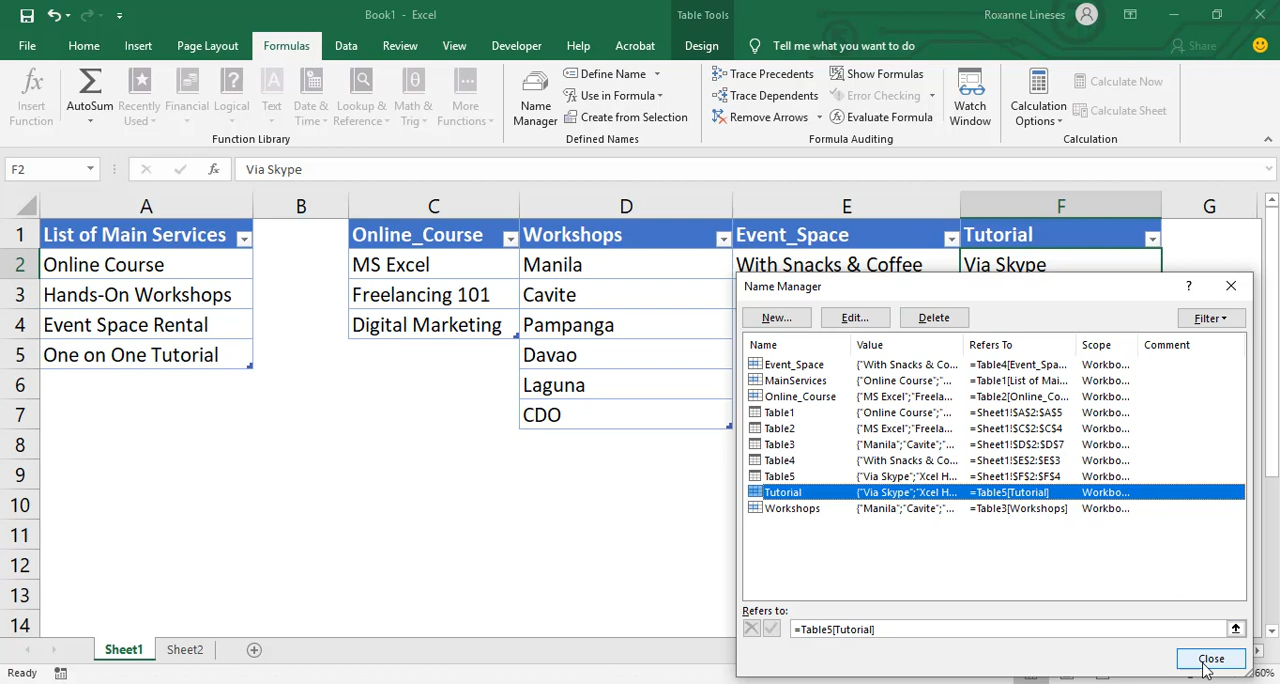 Book1 - Excel
Table Tools
Roxanne Lineses
File Home Insert Page Layout Formulas Data Review View Developer Help Acrobat Design Tell me what you want to do Share
Insert Function
AutoSum
Recently Used
Financial
Logical
Text
Date & Time
Lookup & Reference
Math & Trig
More Functions
Function Library
Name Manager
Define Name
Use in Formula
Create from Selection
Defined Names
Trace Precedents
Trace Dependents
Remove Arrows
Show Formulas
Error Checking
Evaluate Formula
Formula Auditing
Watch Window
Calculation Options
Calculate Now
Calculate Sheet
Calculation
F2 fx Via Skype
A B C D E F G
1 List of Main Services Online_Course Workshops Event_Space Tutorial
2 Online Course MS Excel Manila With Snacks & Coffee Via Skype
3 Hands-On Workshops Freelancing 101 Cavite
4 Event Space Rental Digital Marketing Pampanga
5 One on One Tutorial Davao
6 Laguna
7 CDO
8
9
10
11
12
13
14
Name Manager ?
New... Edit... Delete Filter
Name Value Refers To Scope Comment
Event_Space {"With Snacks & Co... =Table4[Event_Spa... Workbo...
MainServices {"Online Course";"... =Table1[List of Mai... Workbo...
Online_Course {"MS Excel";"Freela... =Table2[Online_Co... Workbo...
Table1 {"Online Course";"... =Sheet1!$A$2:$A$5 Workbo...
Table2 {"MS Excel";"Freela... =Sheet1!$C$2:$C$4 Workbo...
Table3 {"Manila";"Cavite";"... =Sheet1!$D$2:$D$7 Workbo...
Table4 {"With Snacks & Co... =Sheet1!$E$2:$E$3 Workbo...
Table5 {"Via Skype";"Xcel H... =Sheet1!$F$2:$F$4 Workbo...
Tutorial {"Via Skype";"Xcel H... =Table5[Tutorial] Workbo...
Workshops {"Manila";"Cavite";"... =Table3[Workshops] Workbo...
Refers to:
=Table5[Tutorial]
Close
Sheet1 Sheet2
Ready
60%